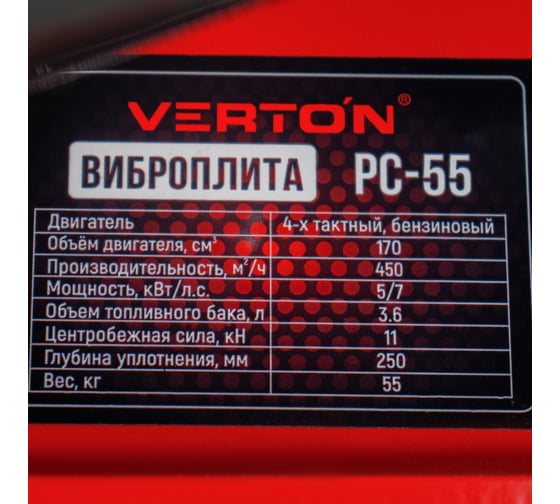 VERTON®
ВИБРОПЛИТА PC-55
Двигатель 4-х тактный, бензиновый
Объём двигателя, см³ 170
Производительность, м²/ч 450
Мощность, кВт/л.с. 5/7
Объем топливного бака, л 3.6
Центробежная сила, кН 11
Глубина уплотнения, мм 250
Вес, кг 55